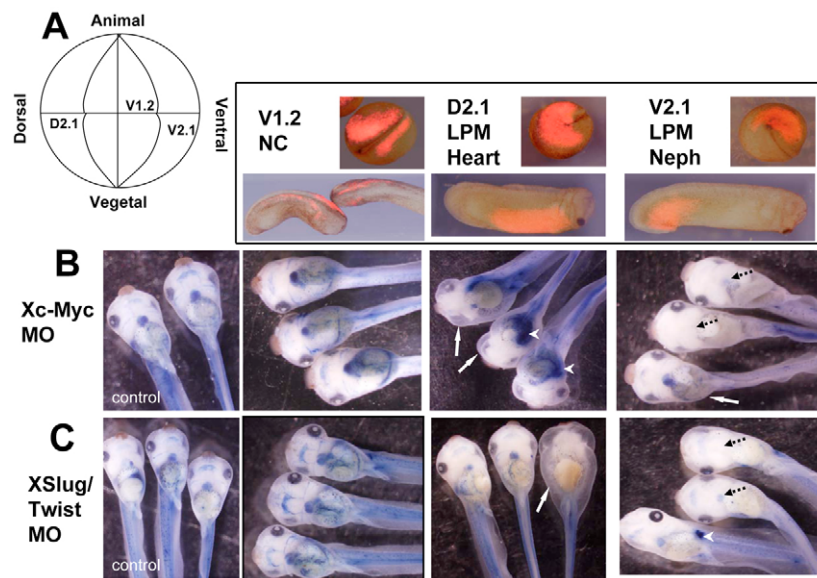 A
Animal
Dorsal
V1.2
D2.1
V2.1
Ventral
Vegetal
V1.2
NC
D2.1
LPM
Heart
V2.1
LPM
Neph
B
Xc-Myc
MO
control
C
XSlug/
Twist
MO
control